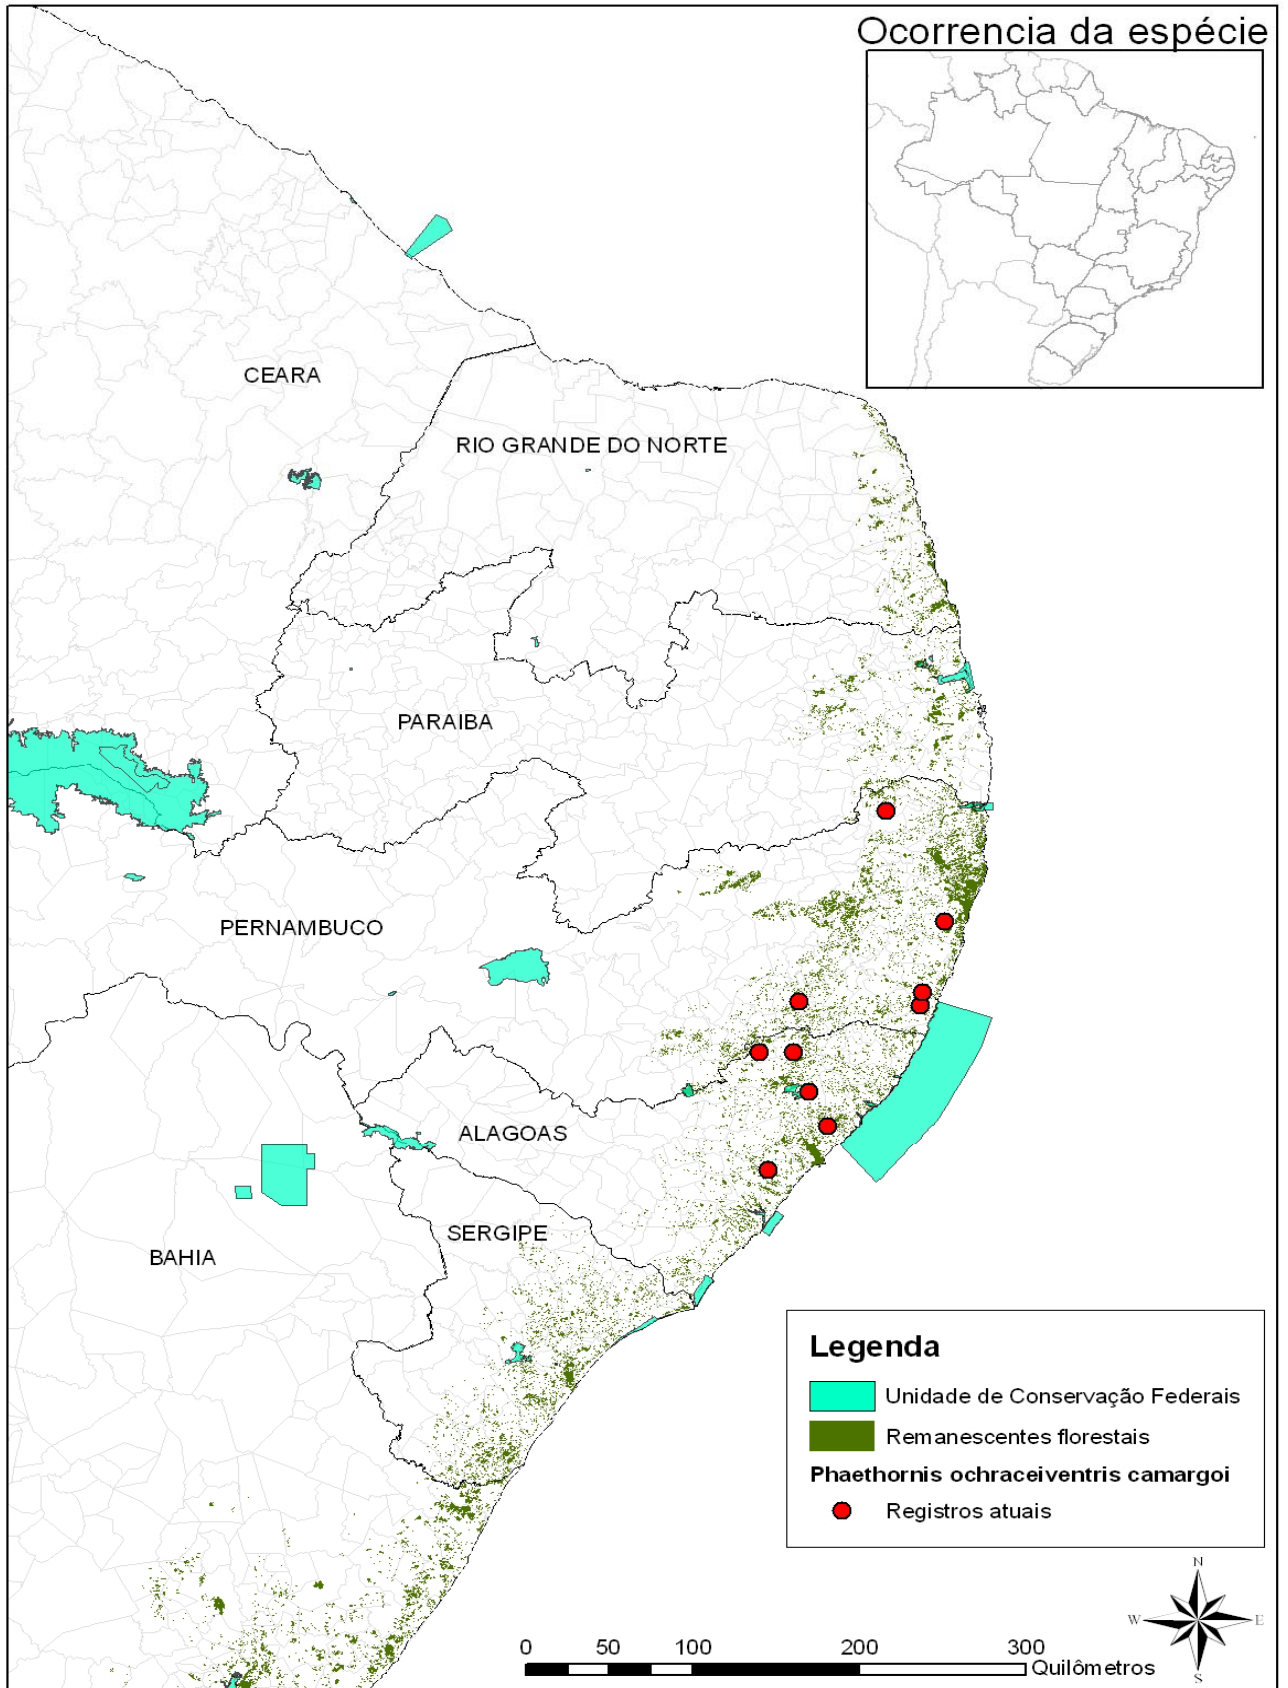 Ocorrencia da espécie
CEARA
RIO GRANDE DO NORTE
PARAIBA
PERNAMBUCO
ALAGOAS
SERGIPE
BAHIA
Legenda
Unidade de Conservação Federais
Remanescentes florestais
Phaethornis ochraceiventris camargoi
Registros atuais
N
W E
S
0 50 100 200 300
Quilômetros